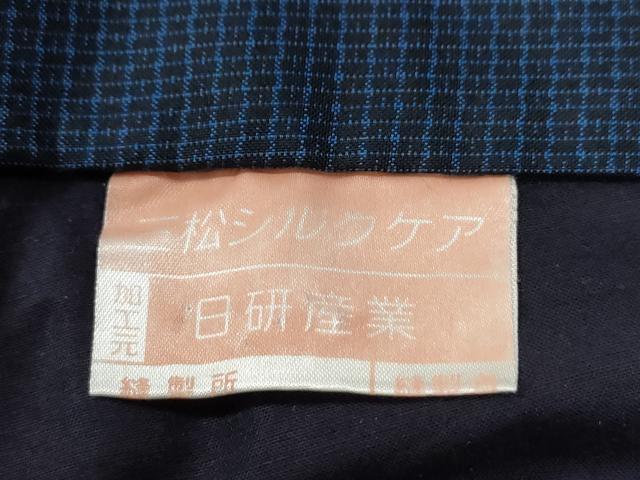 二松シルクケア
加工元 日研産業
縫製所